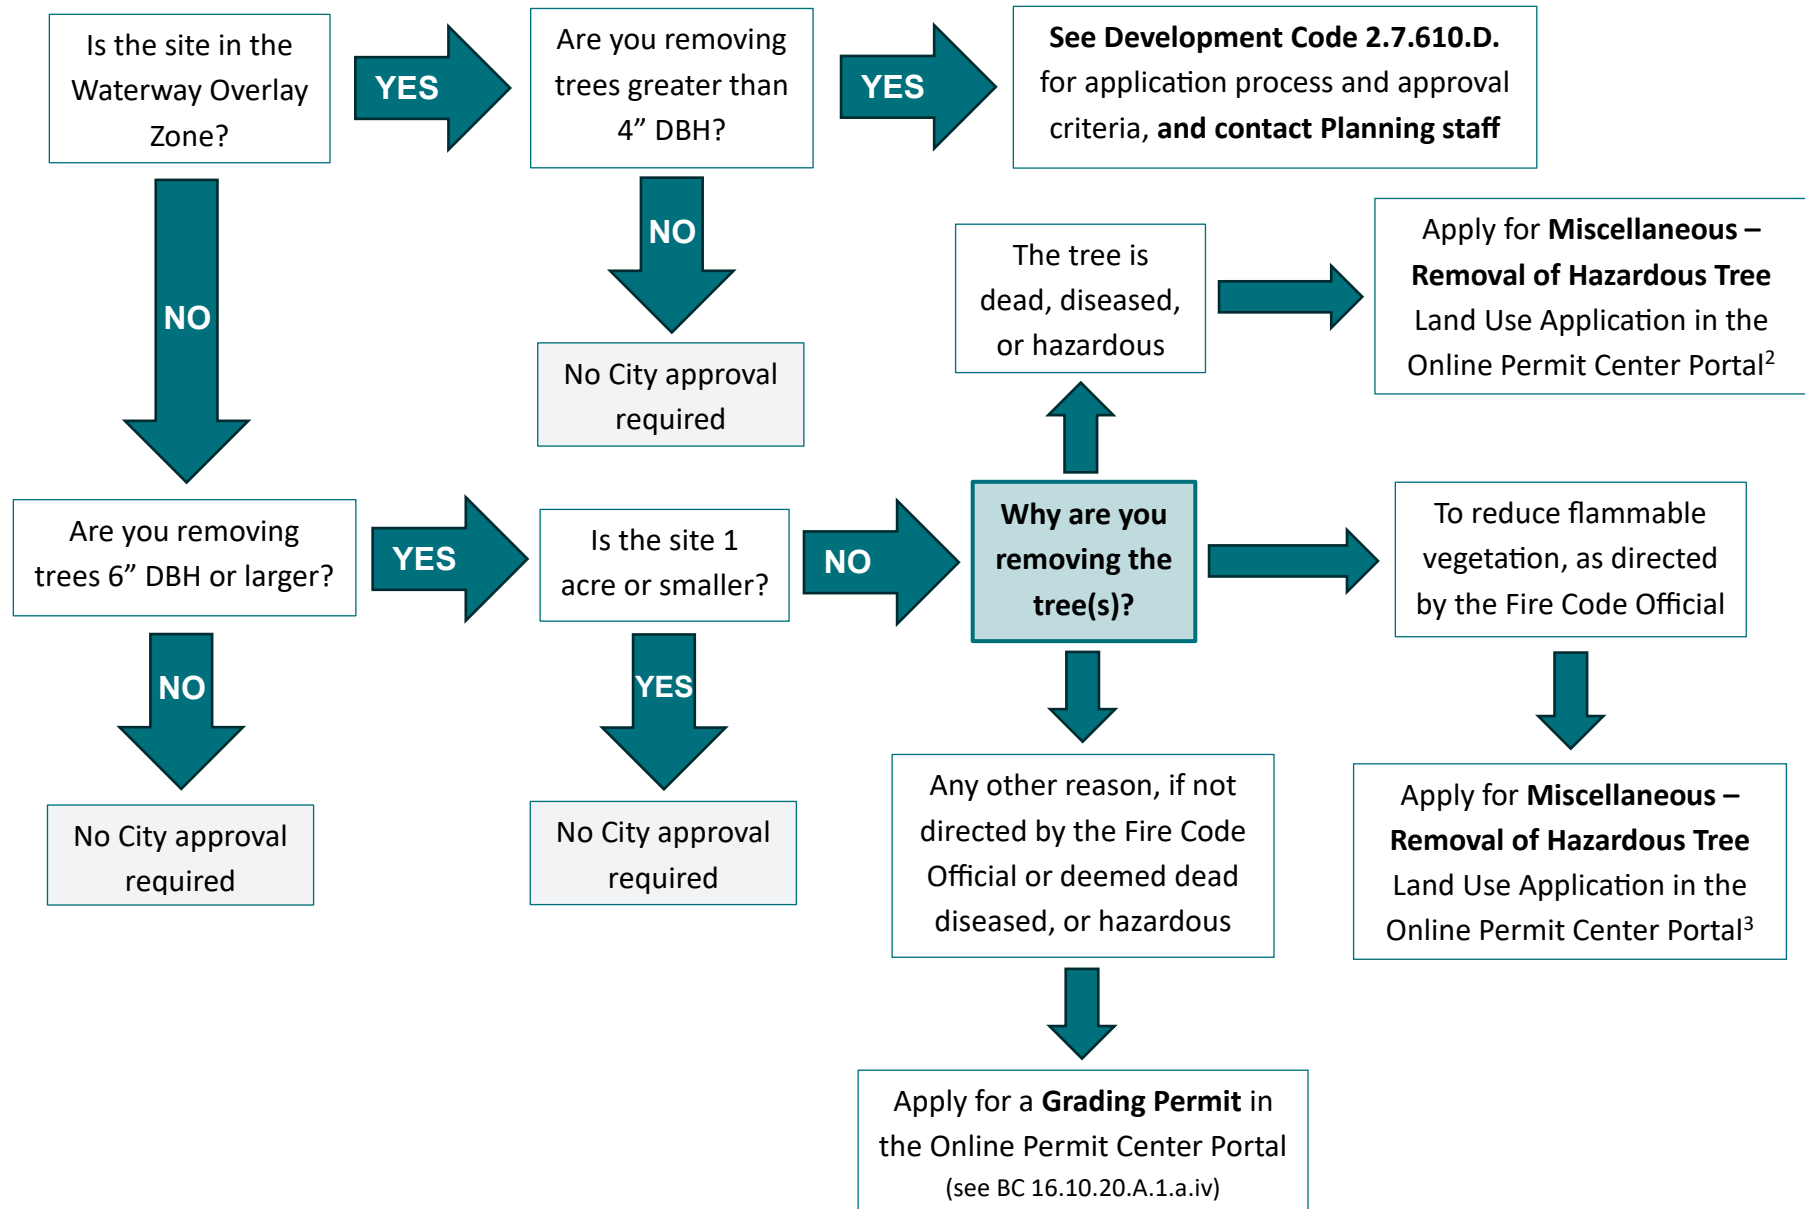 Is the site in the
Waterway Overlay
Zone?
YES
Are you removing
trees greater than
4” DBH?
YES
See Development Code 2.7.610.D.
for application process and approval
criteria, and contact Planning staff
NO
NO
No City approval
required
The tree is
dead, diseased,
or hazardous
Apply for Miscellaneous –
Removal of Hazardous Tree
Land Use Application in the
Online Permit Center Portal²
Are you removing
trees 6” DBH or larger?
YES
Is the site 1
acre or smaller?
NO
Why are you
removing the
tree(s)?
To reduce flammable
vegetation, as directed
by the Fire Code Official
NO
YES
No City approval
required
No City approval
required
Any other reason, if not
directed by the Fire Code
Official or deemed dead
diseased, or hazardous
Apply for Miscellaneous –
Removal of Hazardous Tree
Land Use Application in the
Online Permit Center Portal³
Apply for a Grading Permit in
the Online Permit Center Portal
(see BC 16.10.20.A.1.a.iv)